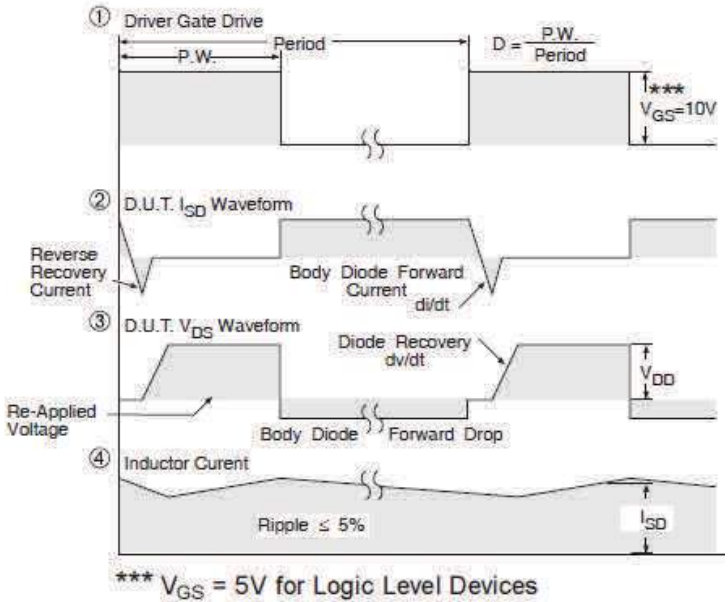 ① Driver Gate Drive
Period
P.W.
D = P.W. / Period
***
VGS=10V
② D.U.T. ISD Waveform
Reverse
Recovery
Current
Body Diode Forward
Current
di/dt
③ D.U.T. VDS Waveform
Diode Recovery
dv/dt
VDD
Re-Applied
Voltage
Body Diode Forward Drop
④ Inductor Curent
Ripple ≤ 5%
ISD
*** VGS = 5V for Logic Level Devices